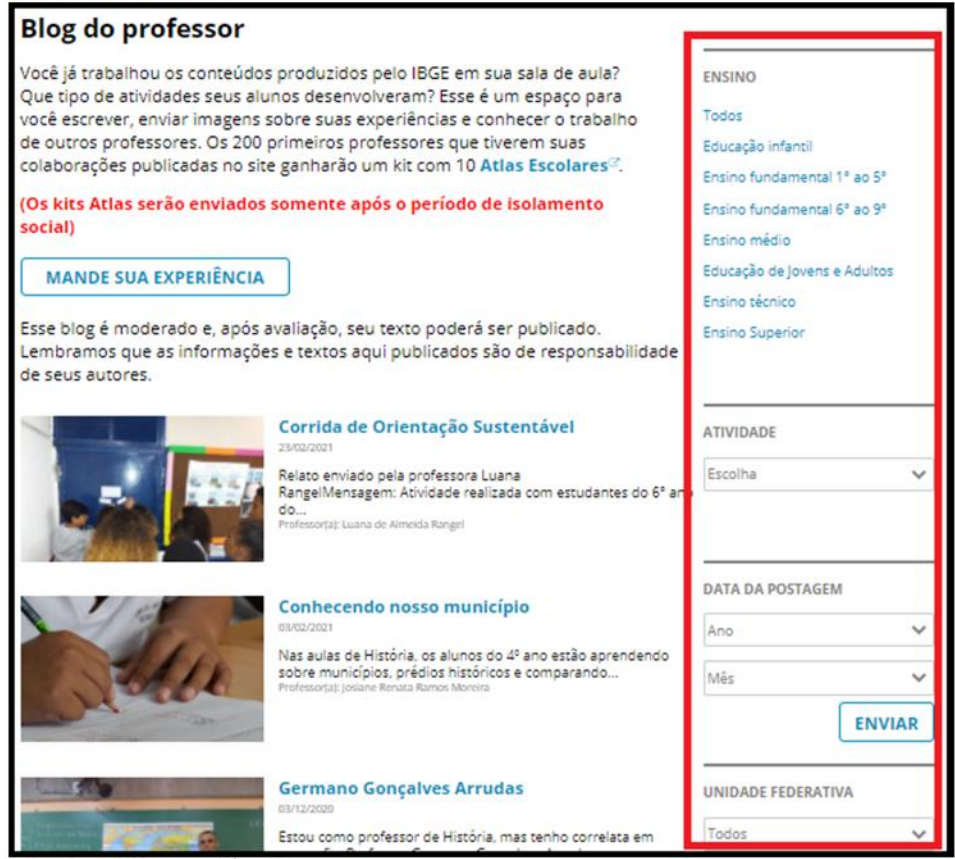 Blog do professor
Você já trabalhou os conteúdos produzidos pelo IBGE em sua sala de aula?
Que tipo de atividades seus alunos desenvolveram? Esse é um espaço para
você escrever, enviar imagens sobre suas experiências e conhecer o trabalho
de outros professores. Os 200 primeiros professores que tiverem suas
colaborações publicadas no site ganharão um kit com 10 Atlas Escolares.
(Os kits Atlas serão enviados somente após o período de isolamento
social)
MANDE SUA EXPERIÊNCIA
Esse blog é moderado e, após avaliação, seu texto poderá ser publicado.
Lembramos que as informações e textos aqui publicados são de responsabilidade
de seus autores.
Corrida de Orientação Sustentável
23/02/2021
Relato enviado pela professora Luana
RangelMensagem: Atividade realizada com estudantes do 6º ano
do...
Professor(a): Luana de Almeida Rangel
Conhecendo nosso município
03/02/2021
Nas aulas de História, os alunos do 4º ano estão aprendendo
sobre municípios, prédios históricos e comparando...
Professor(a): Josiane Renata Ramos Moreira
Germano Gonçalves Arrudas
03/12/2020
Estou como professor de História, mas tenho correlata em
ENSINO
Todos
Educação infantil
Ensino fundamental 1º ao 5º
Ensino fundamental 6º ao 9º
Ensino médio
Educação de Jovens e Adultos
Ensino técnico
Ensino Superior
ATIVIDADE
Escolha
DATA DA POSTAGEM
Ano
Mês
ENVIAR
UNIDADE FEDERATIVA
Todos